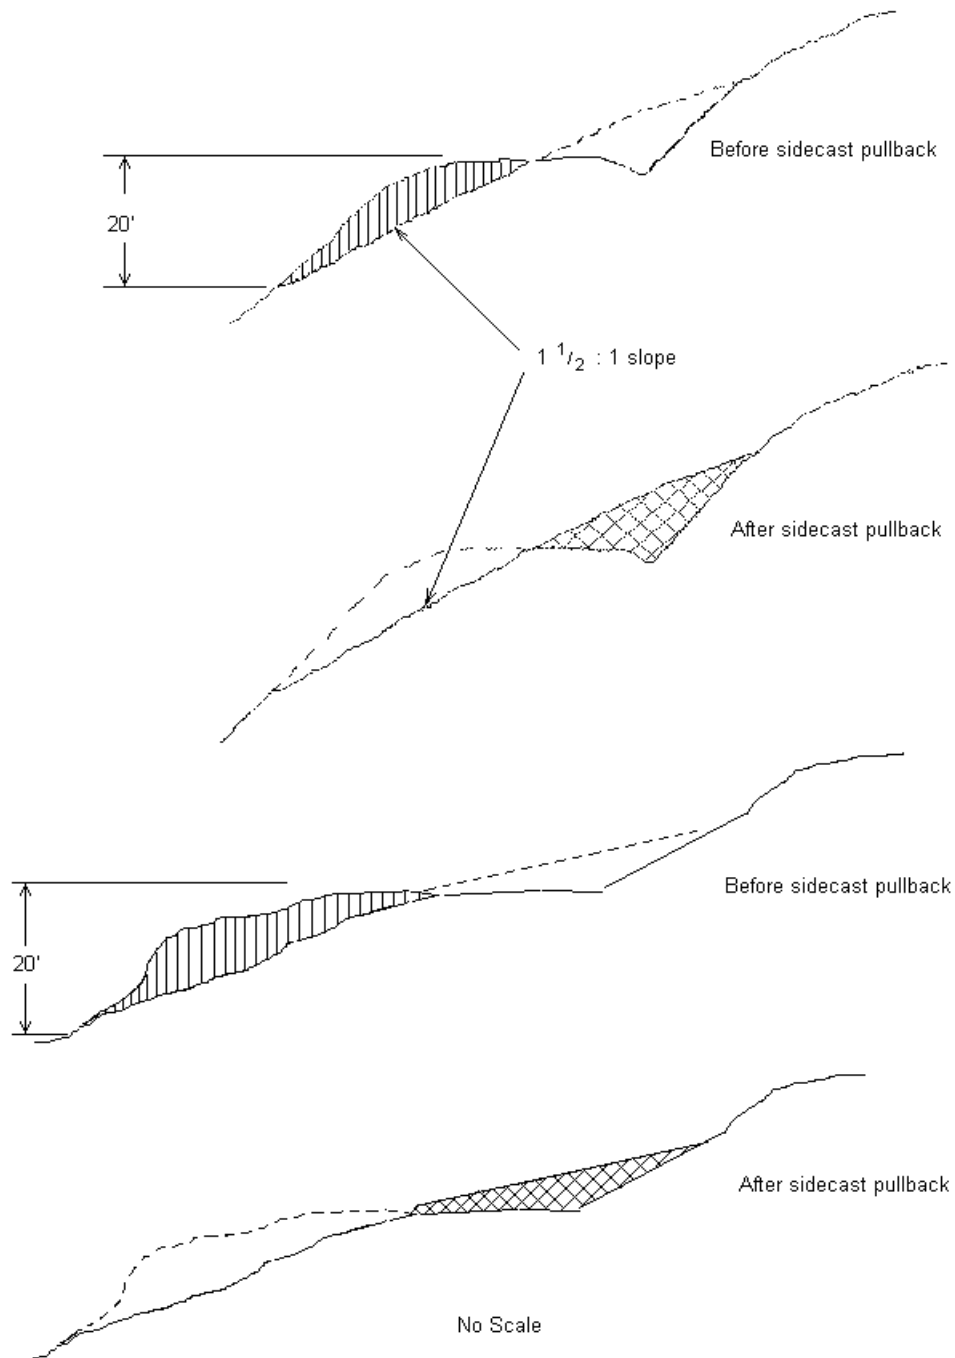 Before sidecast pullback
20'
1 1/2 : 1 slope
After sidecast pullback
Before sidecast pullback
20'
After sidecast pullback
No Scale